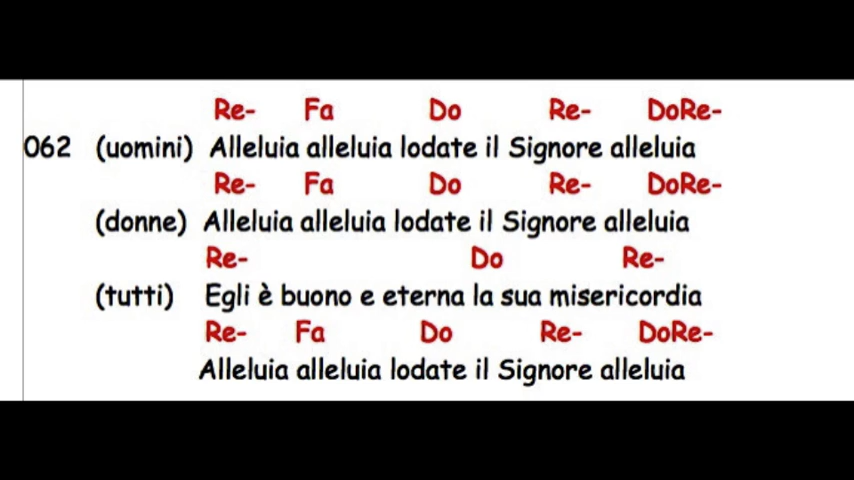 Re- Fa Do Re- DoRe-
062 (uomini) Alleluia alleluia lodate il Signore alleluia
Re- Fa Do Re- DoRe-
(donne) Alleluia alleluia lodate il Signore alleluia
Re- Do Re-
(tutti) Egli è buono e eterna la sua misericordia
Re- Fa Do Re- DoRe-
Alleluia alleluia lodate il Signore alleluia